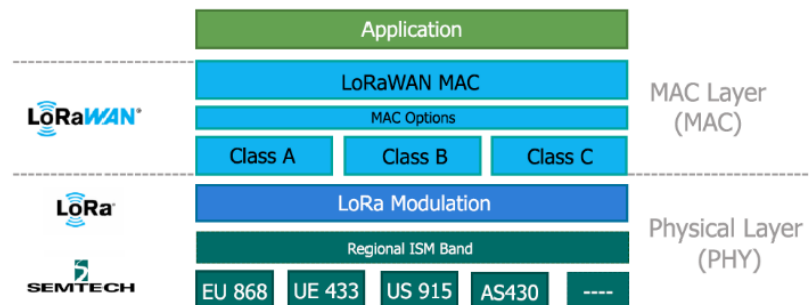 Application
LoRaWAN®
LoRaWAN MAC
MAC Options
Class A Class B Class C
MAC Layer
(MAC)
LoRa®
LoRa Modulation
Regional ISM Band
Physical Layer
(PHY)
SEMTECH
EU 868 UE 433 US 915 AS430 ----